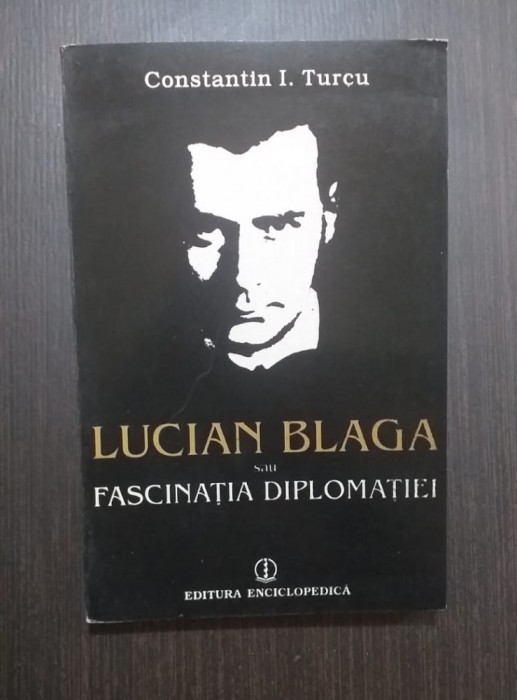 Constantin I. Turcu
LUCIAN BLAGA
sau
FASCINAȚIA DIPLOMAȚIEI
EDITURA ENCICLOPEDICĂ